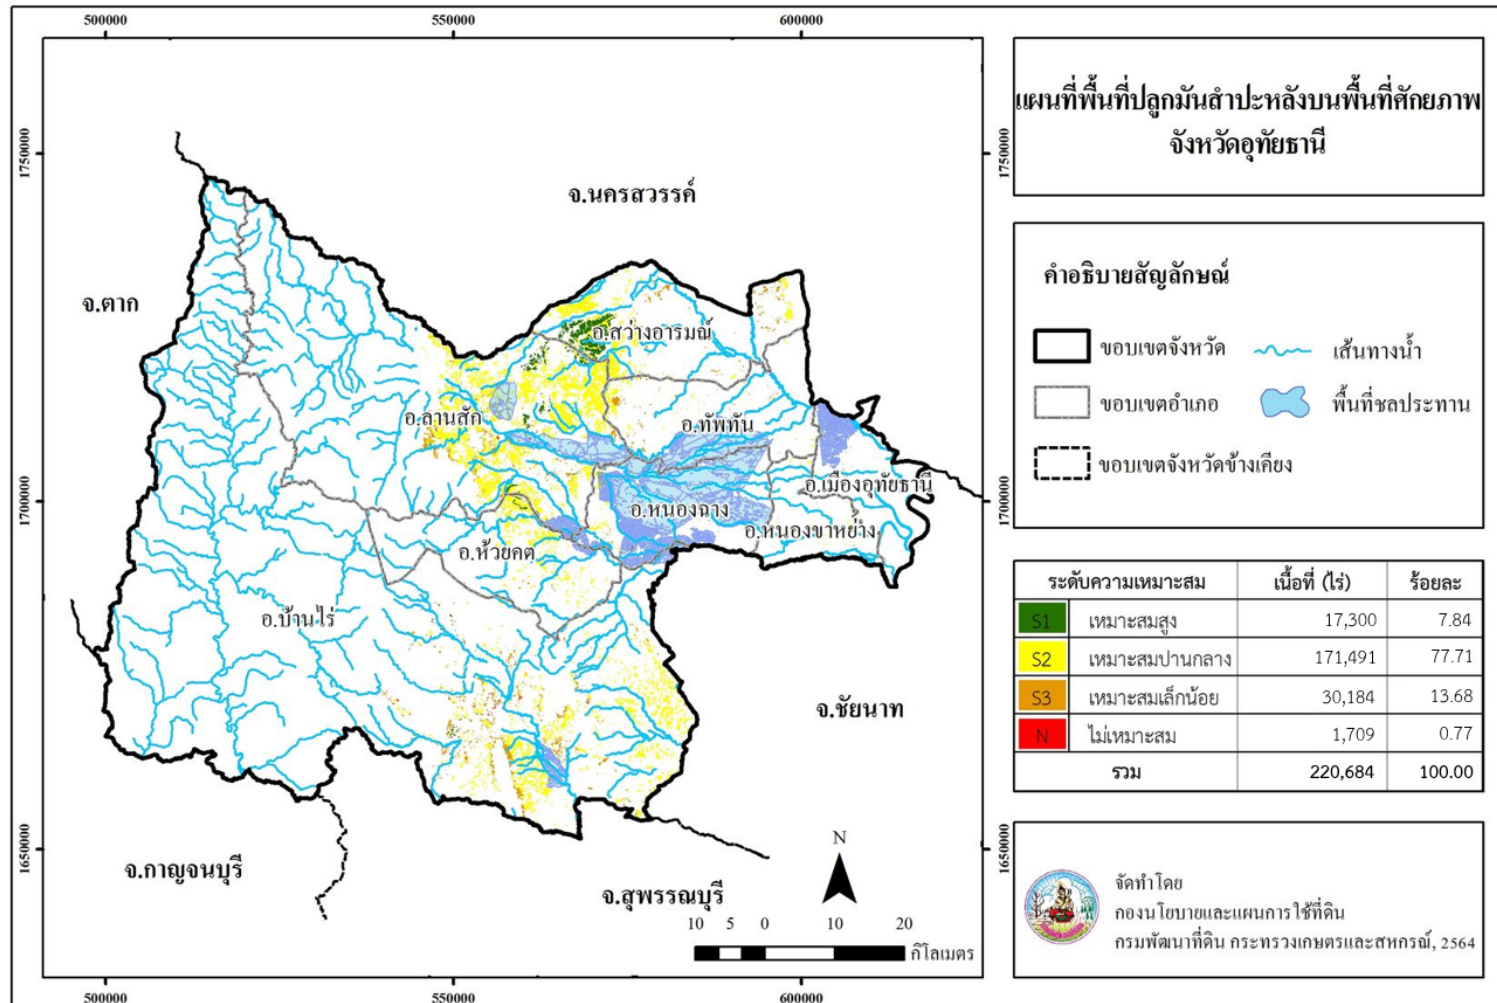 500000 550000 600000
แผนที่พื้นที่ปลูกมันสำปะหลังบนพื้นที่ศักยภาพ
จังหวัดอุทัยธานี
1750000 1750000
จ.นครสวรรค์
จ.ตาก
อ.สว่างอารมณ์
อ.ลานสัก
อ.ทัพทัน
อ.เมืองอุทัยธานี
1700000 1700000
อ.หนองฉาง
อ.หนองขาหย่าง
อ.ห้วยคต
อ.บ้านไร่
จ.ชัยนาท
1650000 1650000
จ.กาญจนบุรี
จ.สุพรรณบุรี
N
10 5 0 10 20
กิโลเมตร
500000 550000 600000
คำอธิบายสัญลักษณ์
ขอบเขตจังหวัด เส้นทางน้ำ
ขอบเขตอำเภอ พื้นที่ชลประทาน
ขอบเขตจังหวัดข้างเคียง
ระดับความเหมาะสม เนื้อที่ (ไร่) ร้อยละ
S1 เหมาะสมสูง 17,300 7.84
S2 เหมาะสมปานกลาง 171,491 77.71
S3 เหมาะสมเล็กน้อย 30,184 13.68
N ไม่เหมาะสม 1,709 0.77
รวม 220,684 100.00
จัดทำโดย
กองนโยบายและแผนการใช้ที่ดิน
กรมพัฒนาที่ดิน กระทรวงเกษตรและสหกรณ์, 2564